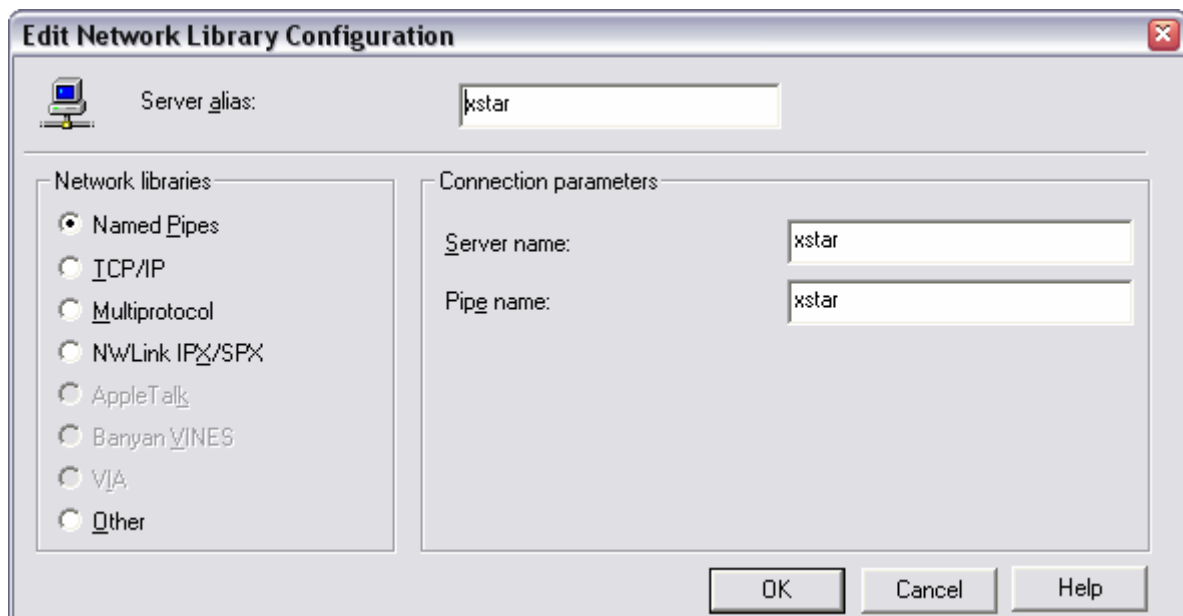 Edit Network Library Configuration
Server alias:
xstar
Network libraries
Named Pipes
TCP/IP
Multiprotocol
NWLink IPX/SPX
AppleTalk
Banyan VINES
VIA
Other
Connection parameters
Server name:
xstar
Pipe name:
xstar
OK
Cancel
Help